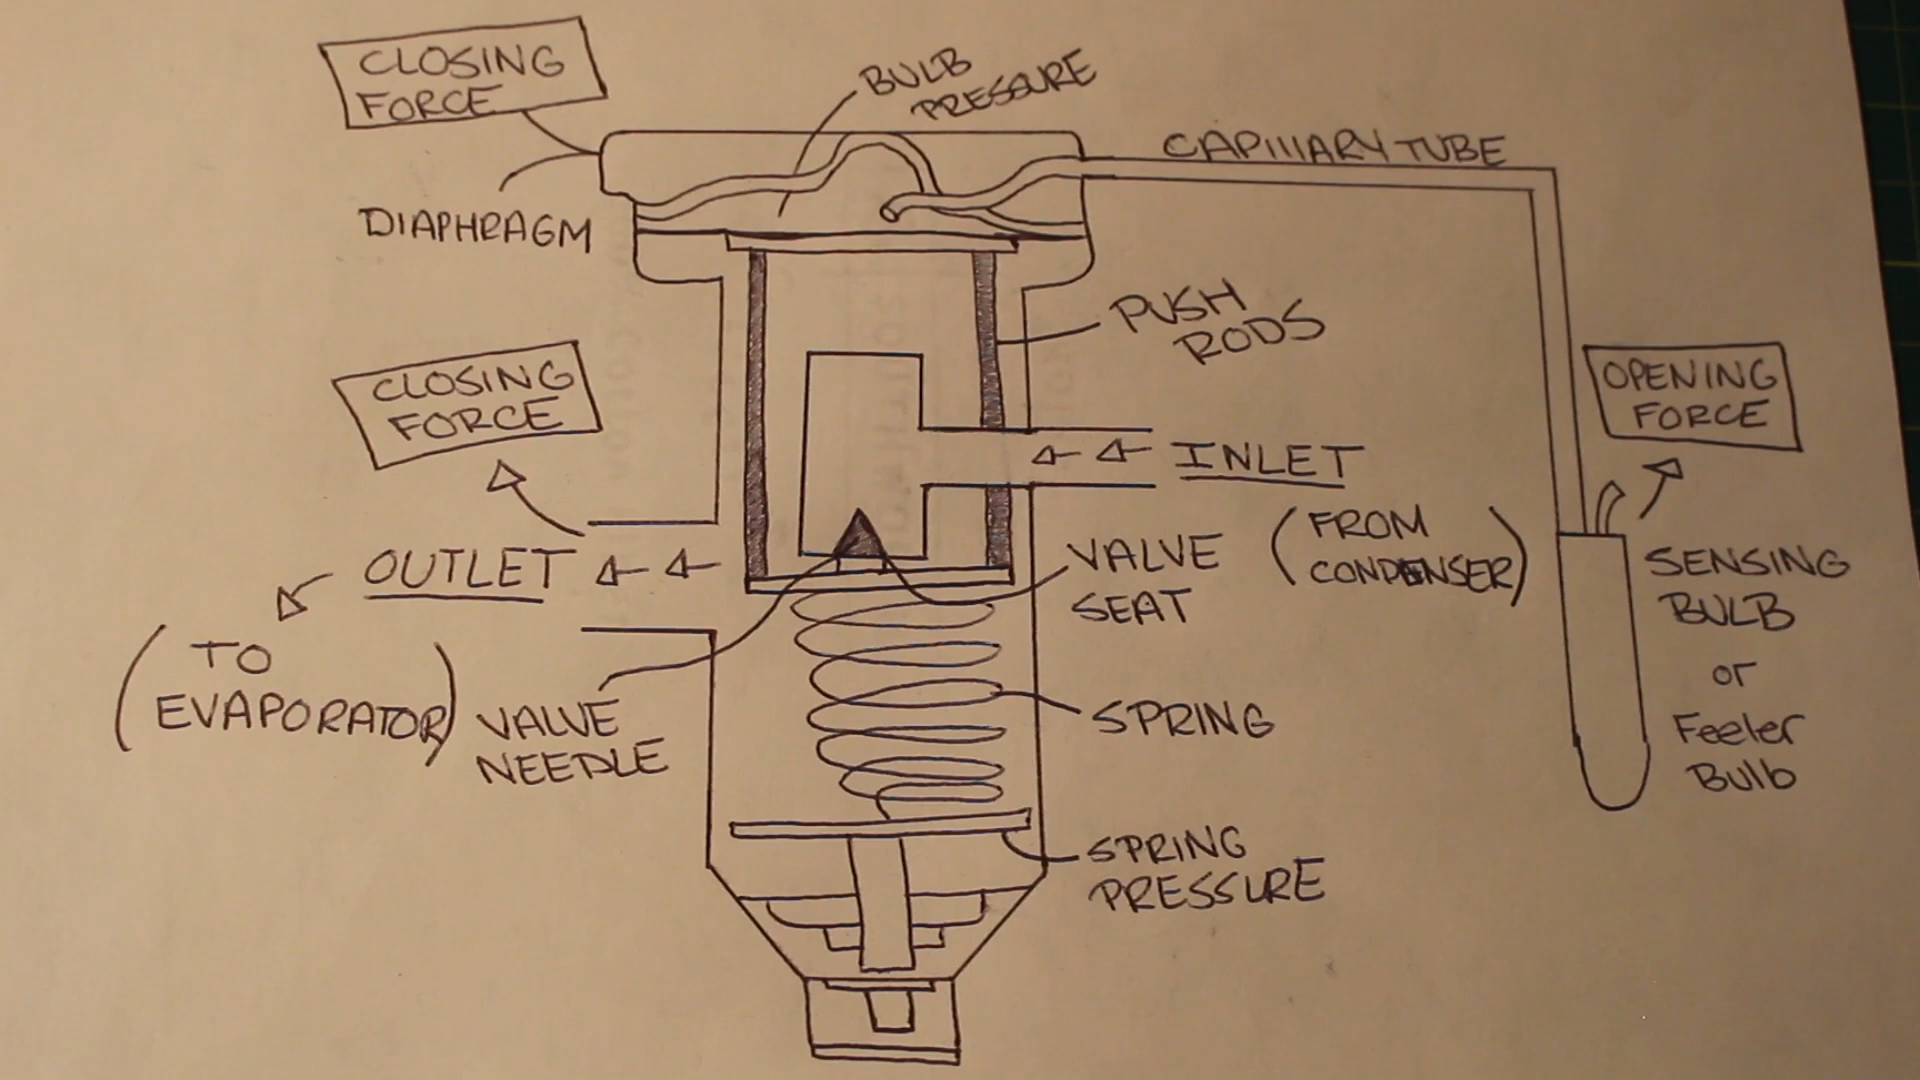 CLOSING
FORCE
BULB
PRESSURE
CAPILLARY TUBE
DIAPHRAGM
PUSH
RODS
CLOSING
FORCE
OPENING
FORCE
INLET
(FROM
CONDENSER)
OUTLET
(TO
EVAPORATOR)
VALVE
SEAT
SENSING
BULB
or
Feeler
Bulb
VALVE
NEEDLE
SPRING
SPRING
PRESSURE